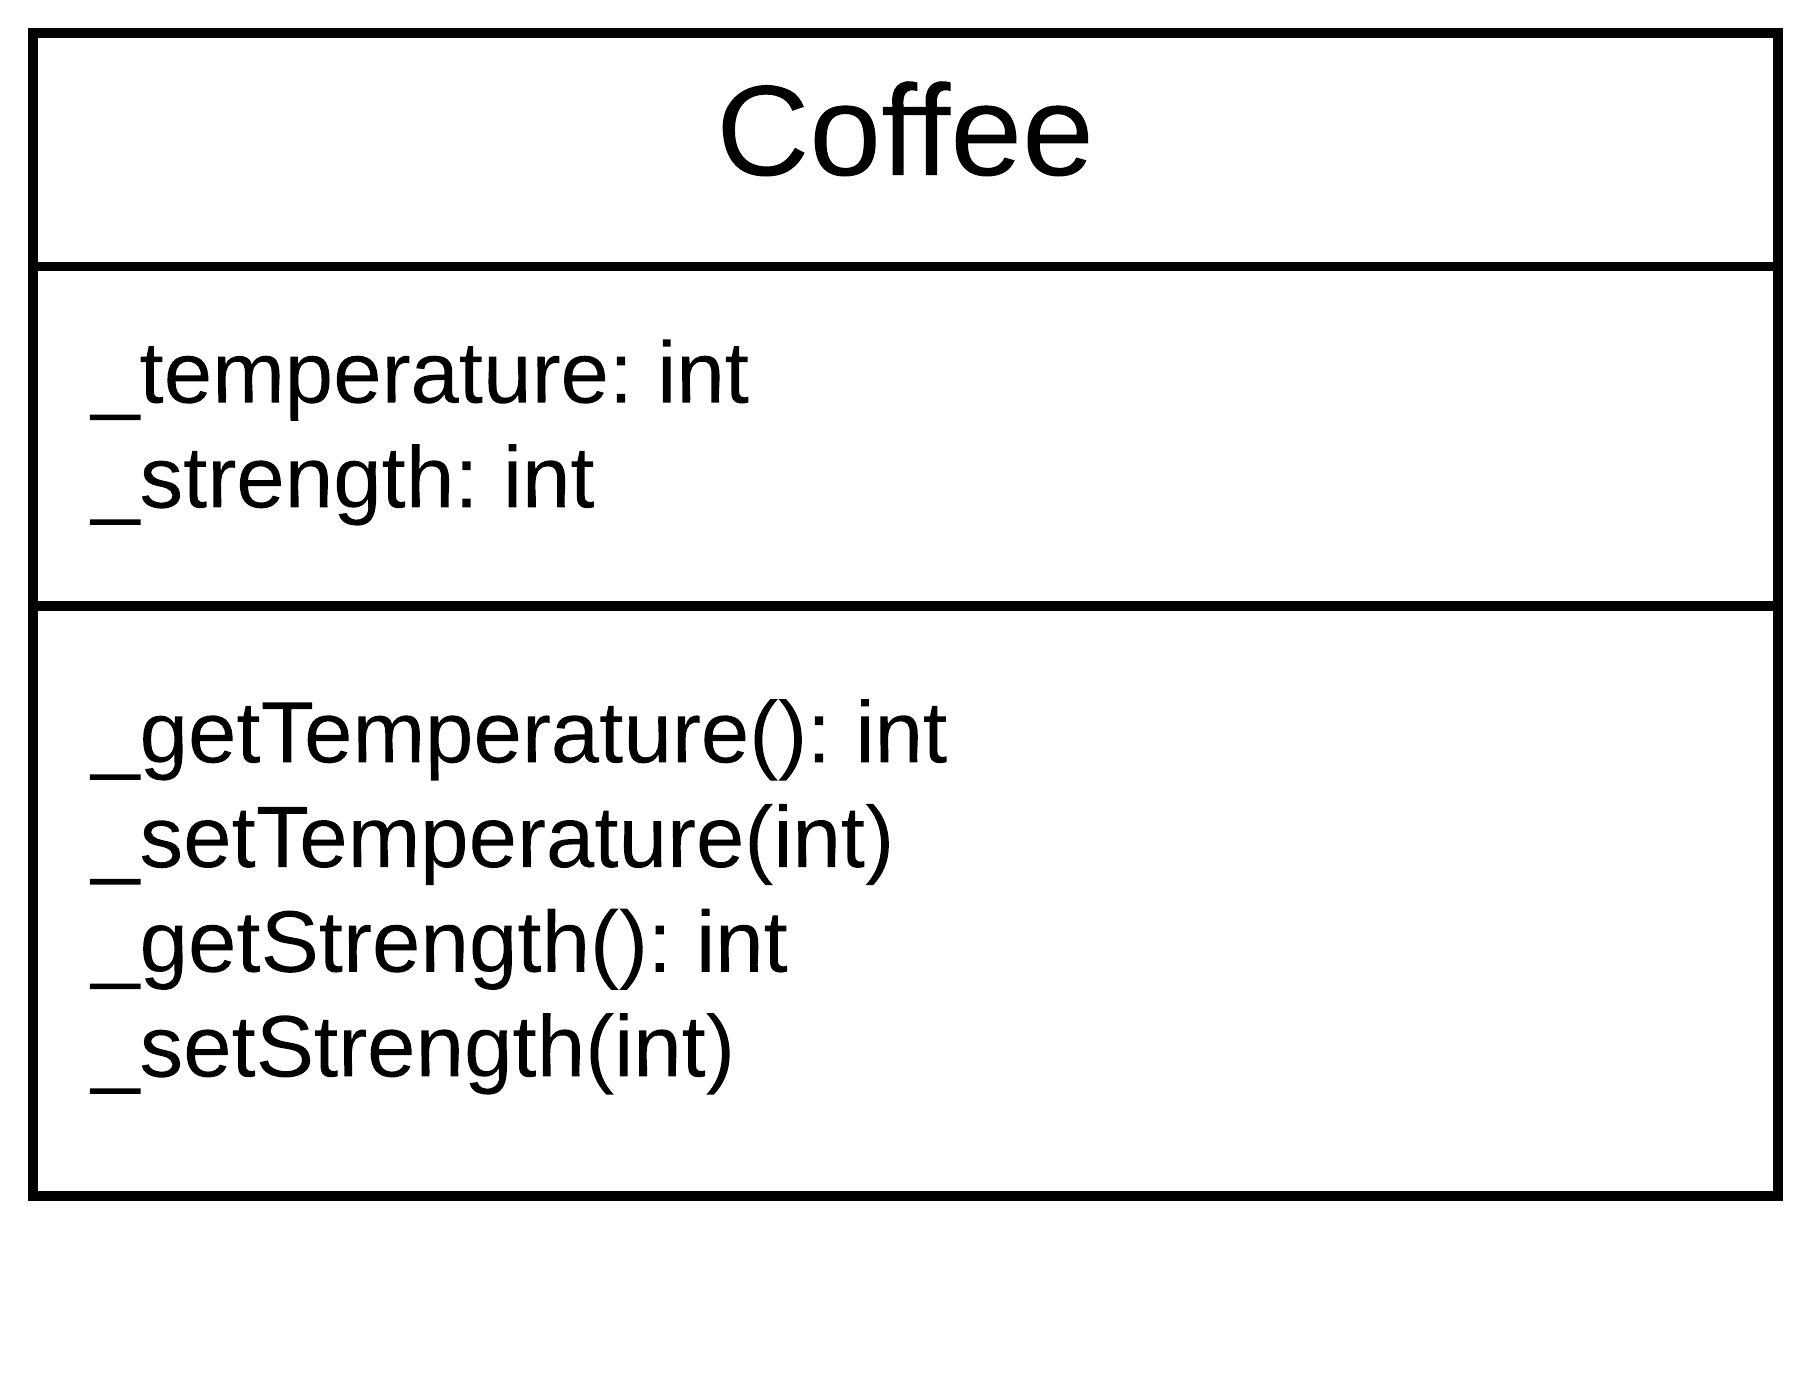 Coffee
_temperature: int
_strength: int
_getTemperature(): int
_setTemperature(int)
_getStrength(): int
_setStrength(int)